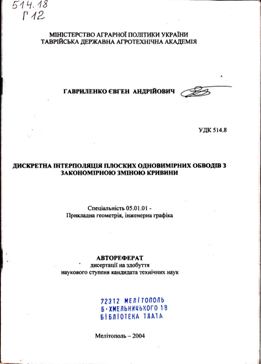 514.18
Г12
МІНІСТЕРСТВО АГРАРНОЇ ПОЛІТИКИ УКРАЇНИ
ТАВРІЙСЬКА ДЕРЖАВНА АГРОТЕХНІЧНА АКАДЕМІЯ
ГАВРИЛЕНКО ЄВГЕН АНДРІЙОВИЧ
УДК 514.8
ДИСКРЕТНА ІНТЕРПОЛЯЦІЯ ПЛОСКИХ ОДНОВИМІРНИХ ОБВОДІВ З
ЗАКОНОМІРНОЮ ЗМІНОЮ КРИВИНИ
Спеціальність 05.01.01 -
Прикладна геометрія, інженерна графіка
АВТОРЕФЕРАТ
дисертації на здобуття
наукового ступеня кандидата технічних наук
72312 МЕЛІТОПОЛЬ
Б·ХМЕЛЬНИЦЬКОГО 18
БІБЛІОТЕКА ТДАТА
Мелітополь – 2004